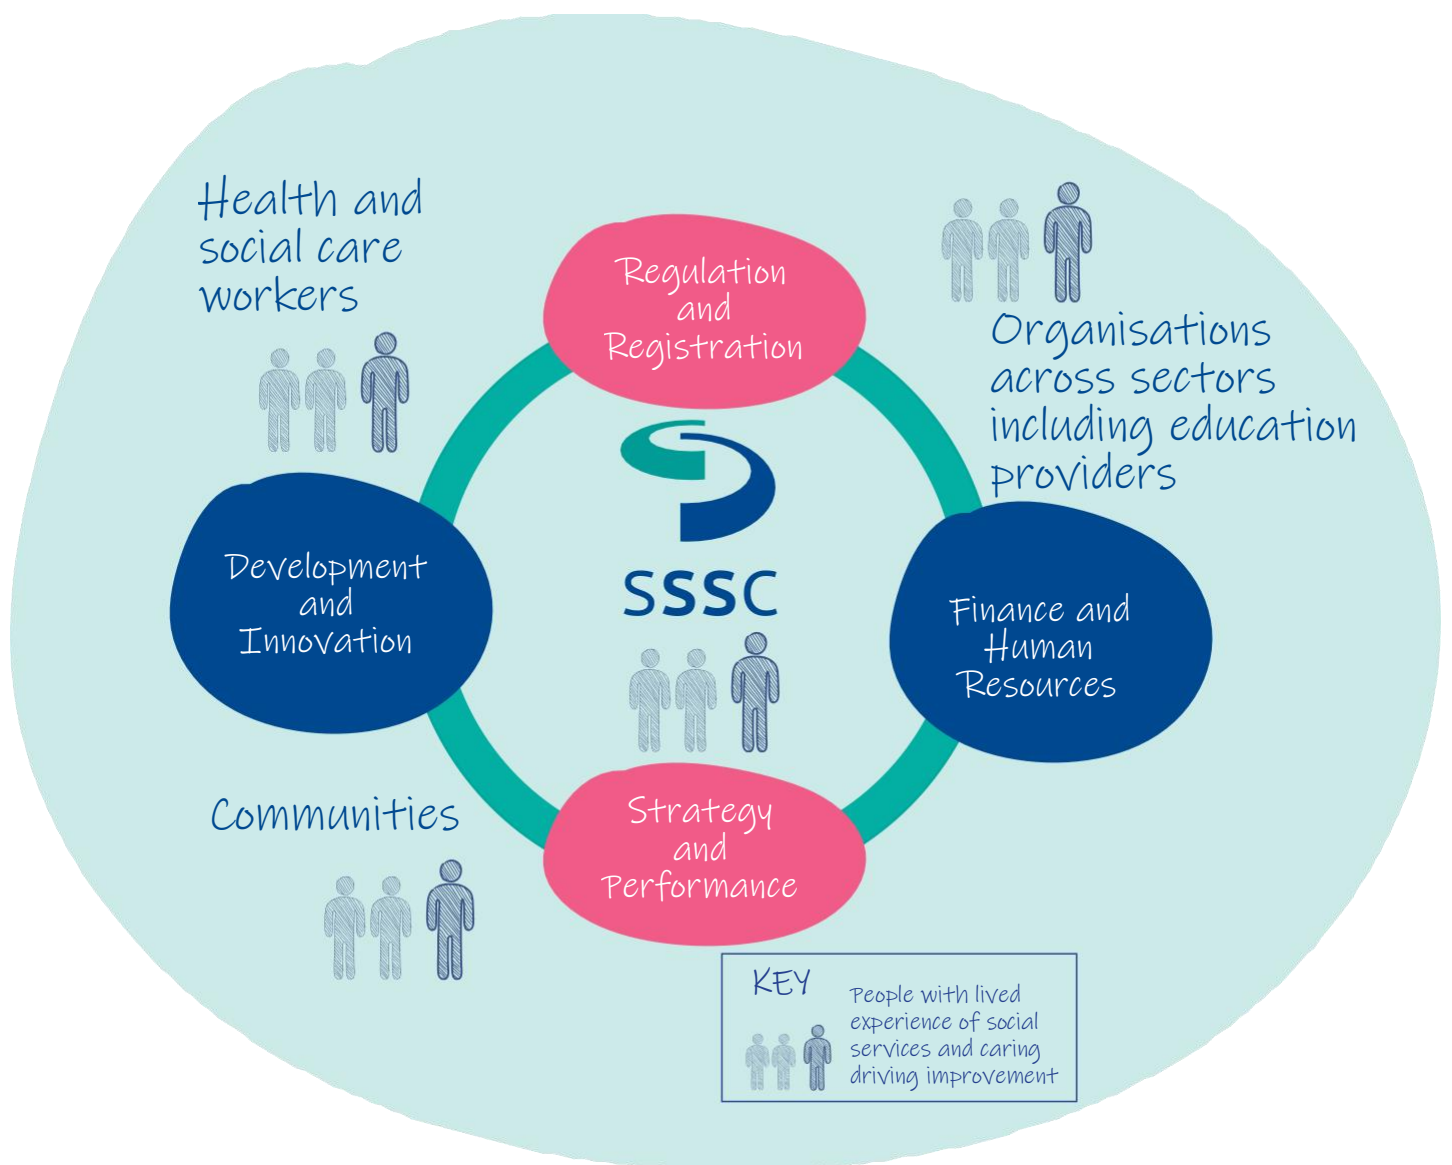 Health and
social care
workers
Regulation
and
Registration
Organisations
across sectors
including education
providers
SSSC
Development
and
Innovation
Finance and
Human
Resources
Communities
Strategy
and
Performance
KEY
People with lived
experience of social
services and caring
driving improvement